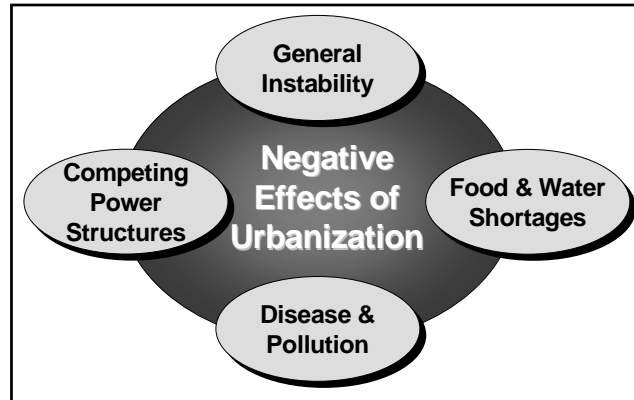 General
Instability
Negative
Effects of
Urbanization
Competing
Power
Structures
Food & Water
Shortages
Disease &
Pollution